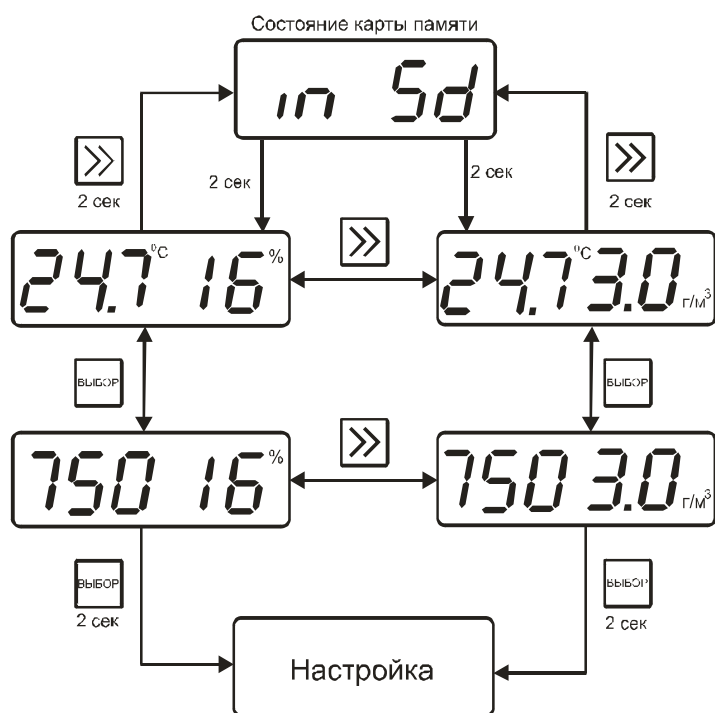 Состояние карты памяти
in Sd
2 сек
2 сек
2 сек
2 сек
24.7 °C 16 %
24.7 °C 3.0 г/м³
ВЫБОР
ВЫБОР
750 16 %
750 3.0 г/м³
ВЫБОР
2 сек
ВЫБОР
2 сек
Настройка